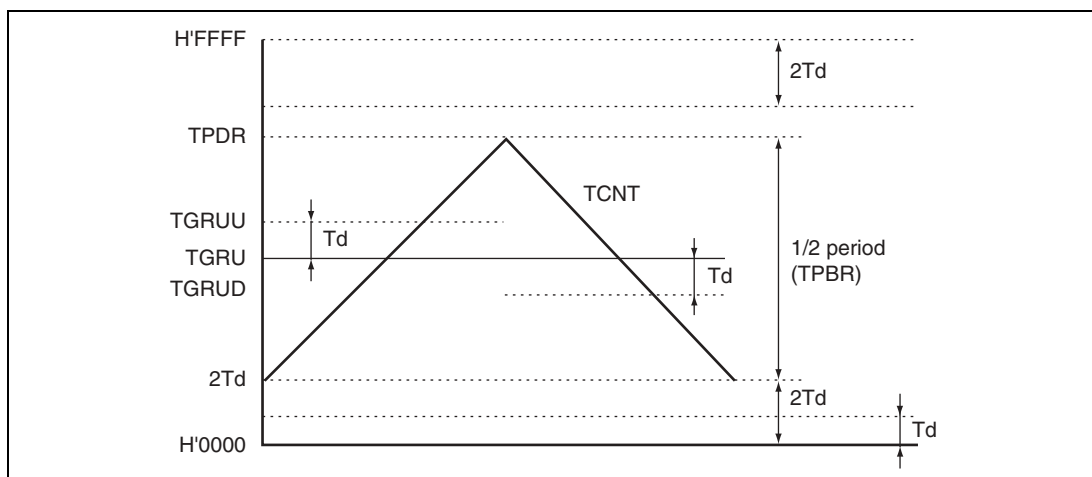 H'FFFF
2Td
TPDR
TCNT
TGRUU
Td
TGRU
1/2 period
(TPBR)
Td
TGRUD
2Td
2Td
Td
H'0000